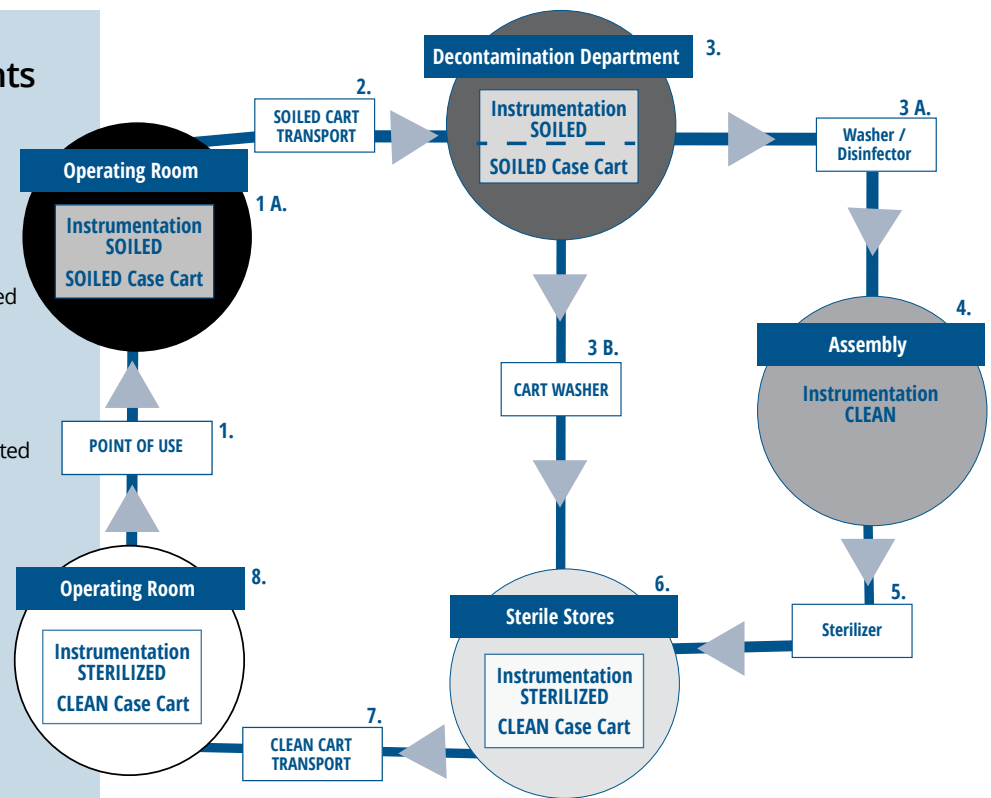 nts
ed
ted
Decontamination Department
3.
Instrumentation
SOILED
SOILED Case Cart
2.
SOILED CART
TRANSPORT
3 A.
Washer /
Disinfector
Operating Room
1 A.
Instrumentation
SOILED
SOILED Case Cart
4.
Assembly
Instrumentation
CLEAN
3 B.
CART WASHER
POINT OF USE
1.
Operating Room
8.
Instrumentation
STERILIZED
CLEAN Case Cart
6.
Sterile Stores
Instrumentation
STERILIZED
CLEAN Case Cart
5.
Sterilizer
7.
CLEAN CART
TRANSPORT